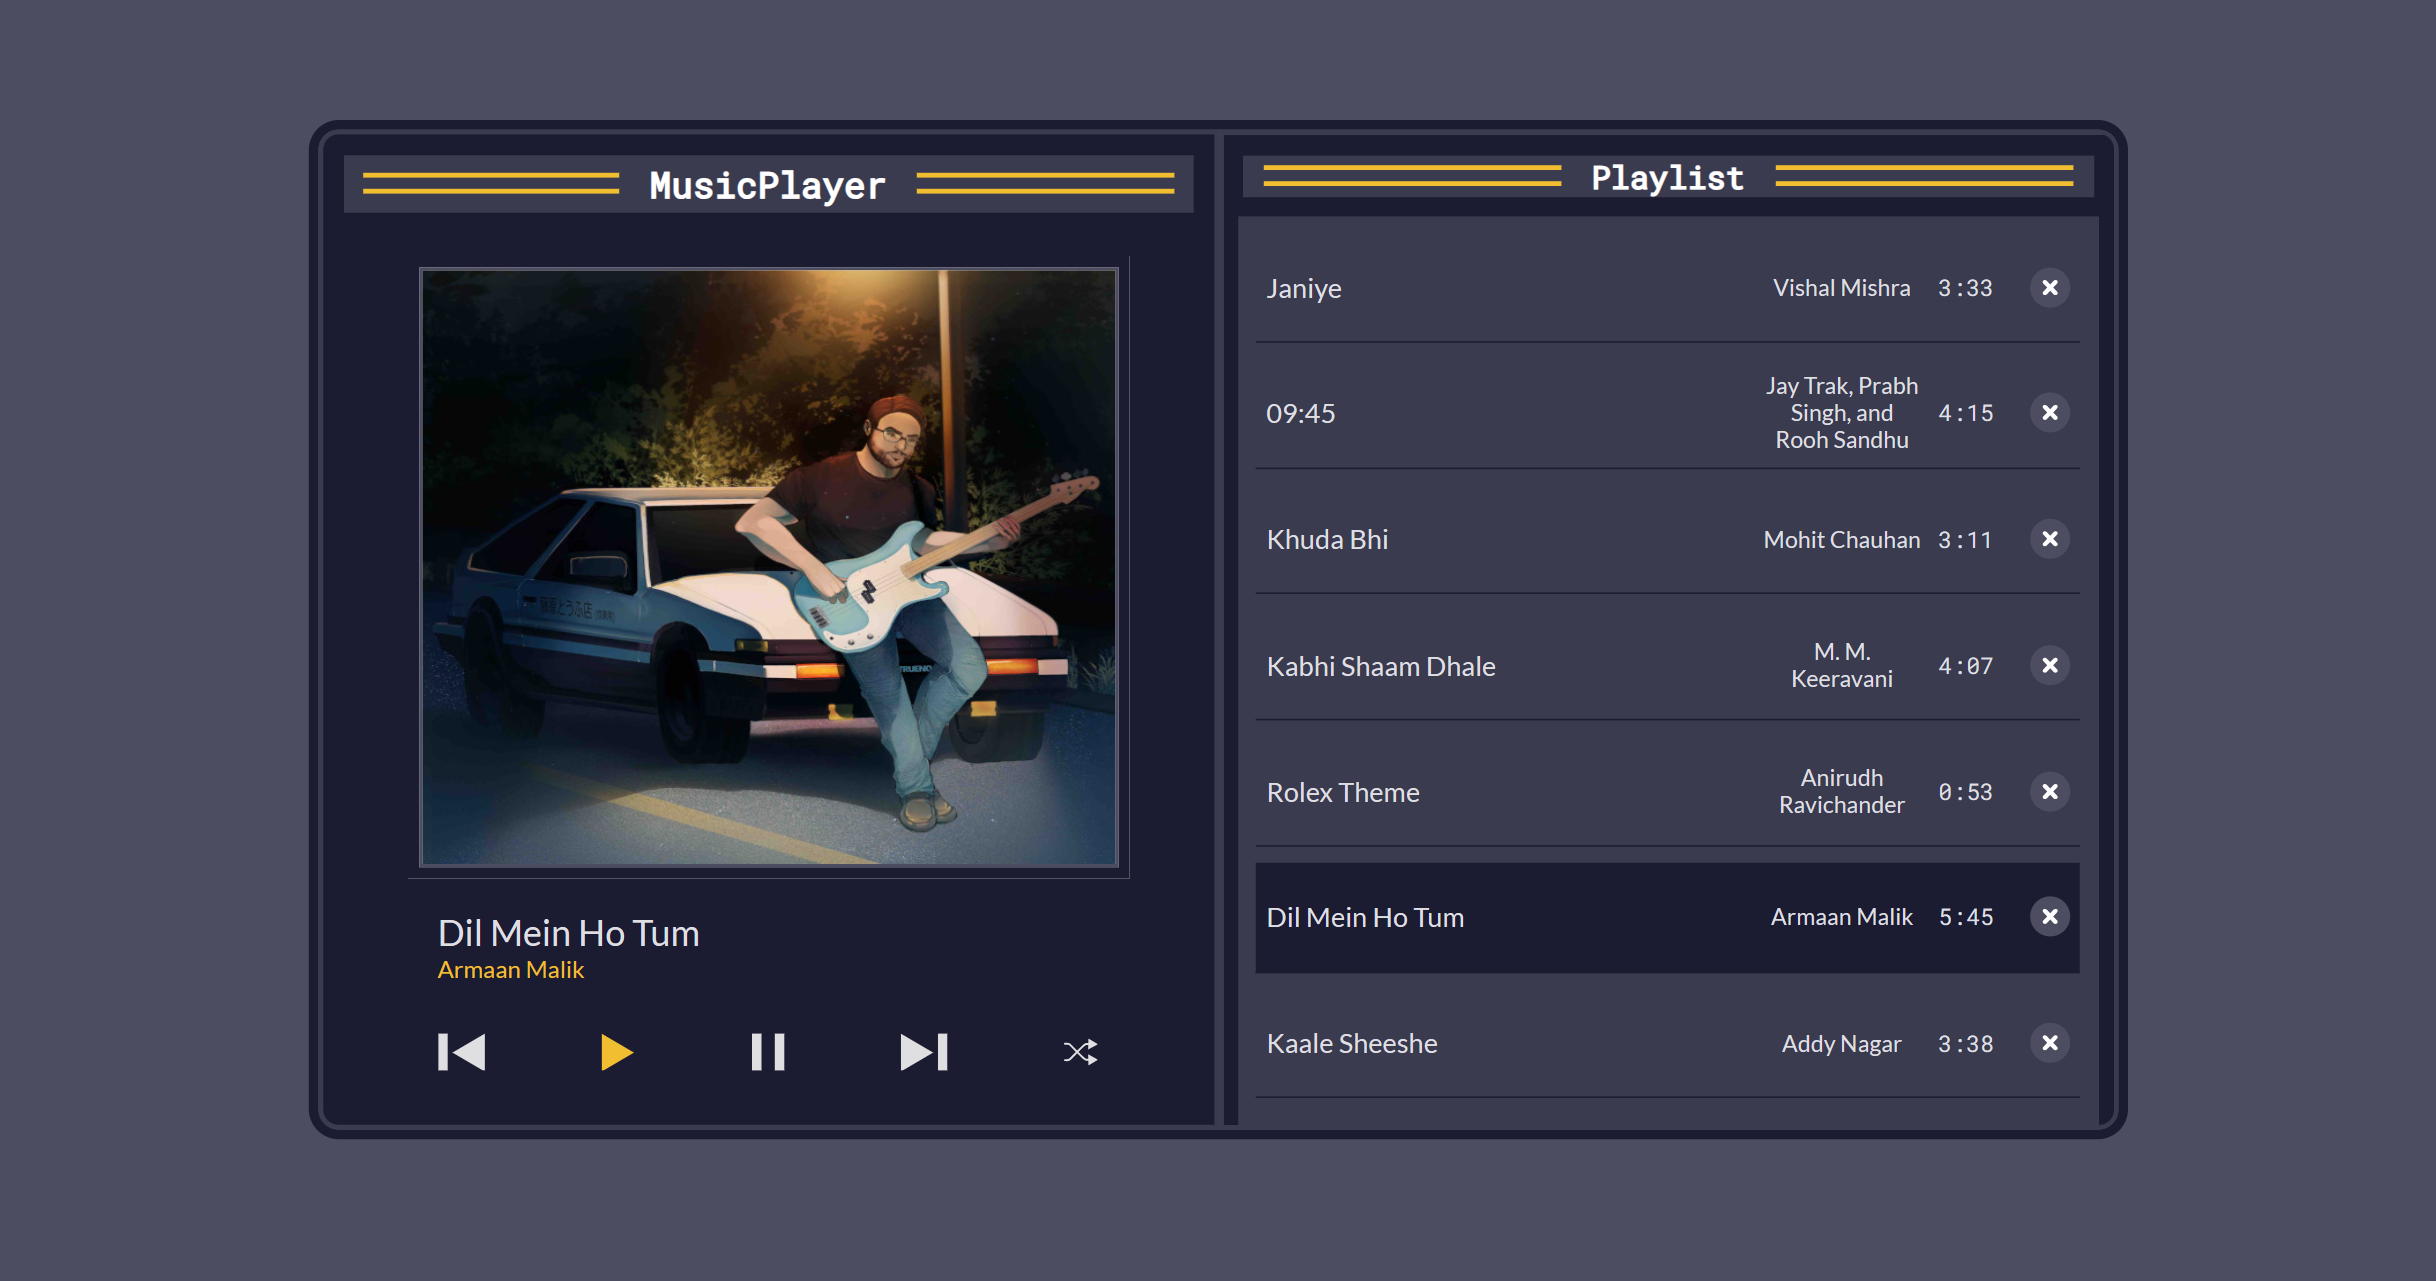 MusicPlayer
TRUENO
Dil Mein Ho Tum
Armaan Malik
Playlist
Janiye
Vishal Mishra
3:33
09:45
Jay Trak, Prabh
Singh, and
Rooh Sandhu
4:15
Khuda Bhi
Mohit Chauhan
3:11
Kabhi Shaam Dhale
M. M.
Keeravani
4:07
Rolex Theme
Anirudh
Ravichander
0:53
Dil Mein Ho Tum
Armaan Malik
5:45
Kaale Sheeshe
Addy Nagar
3:38